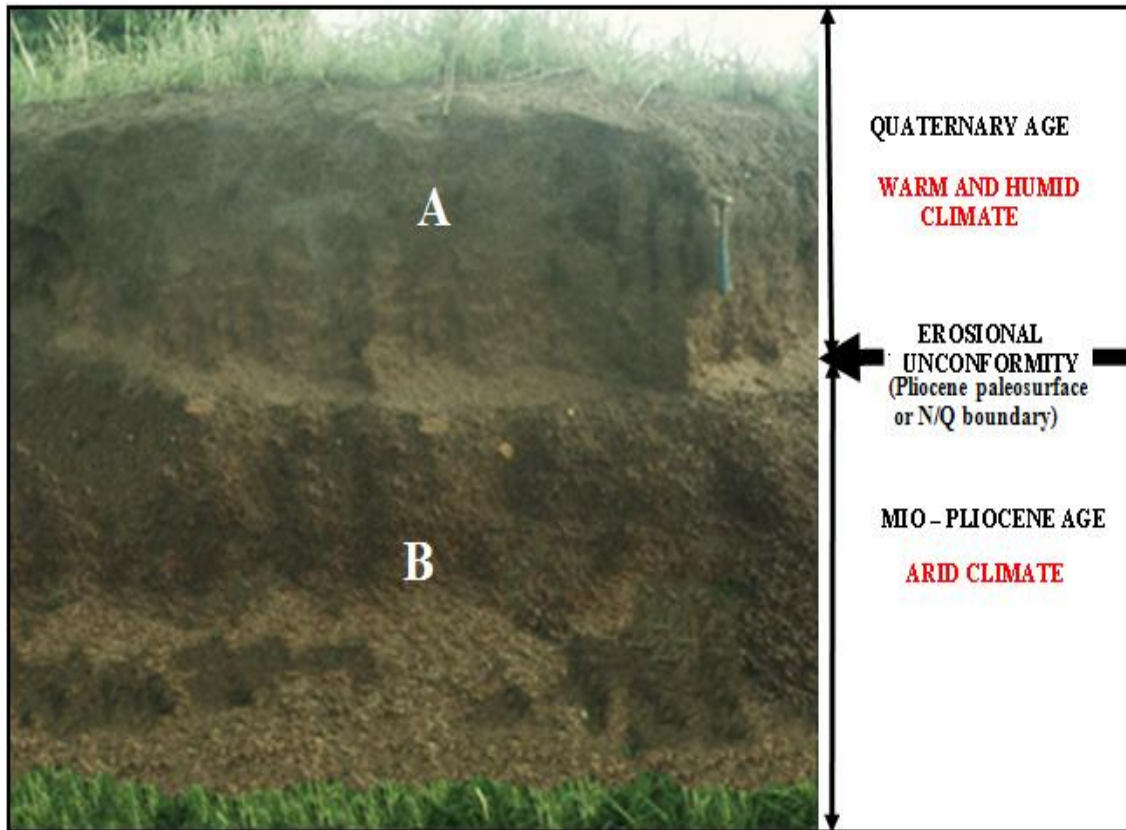 A
B
QUATERNARY AGE
WARM AND HUMID
CLIMATE
EROSIONAL
UNCONFORMITY
(Pliocene paleosurface
or N/Q boundary)
MIO – PLIOCENE AGE
ARID CLIMATE